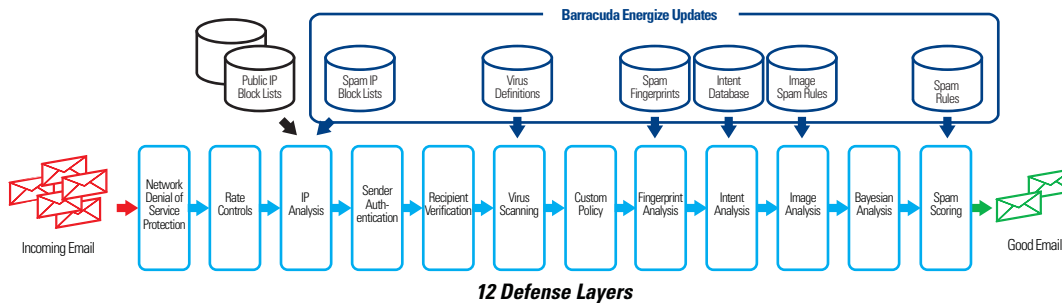 Barracuda Energize Updates
Public IP
Block Lists
Spam IP
Block Lists
Virus
Definitions
Spam
Fingerprints
Intent
Database
Image
Spam Rules
Spam
Rules
Incoming Email
Network
Denial of
Service
Protection
Rate
Controls
IP
Analysis
Sender
Auth-
entication
Recipient
Verification
Virus
Scanning
Custom
Policy
Fingerprint
Analysis
Intent
Analysis
Image
Analysis
Bayesian
Analysis
Spam
Scoring
Good Email
12 Defense Layers